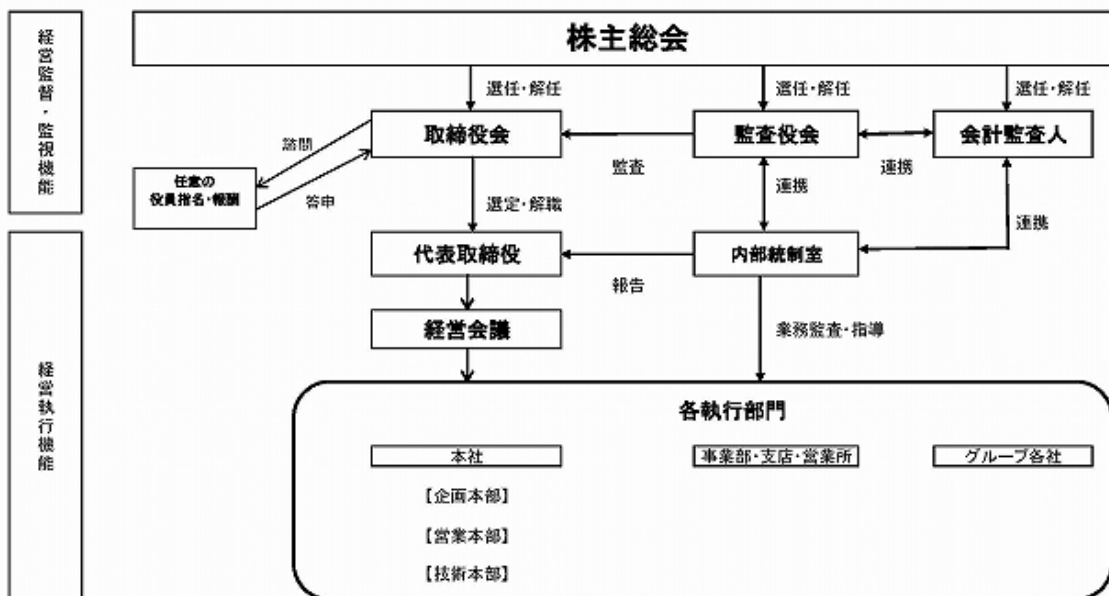 経営監督・監視機能
株主総会
選任・解任
選任・解任
選任・解任
取締役会
監査役会
会計監査人
諮問
監査
連携
任意の
役員指名・報酬
答申
選定・解職
連携
連携
代表取締役
内部統制室
報告
経営会議
業務監査・指導
経営執行機能
各執行部門
本社
事業部・支店・営業所
グループ各社
【企画本部】
【営業本部】
【技術本部】